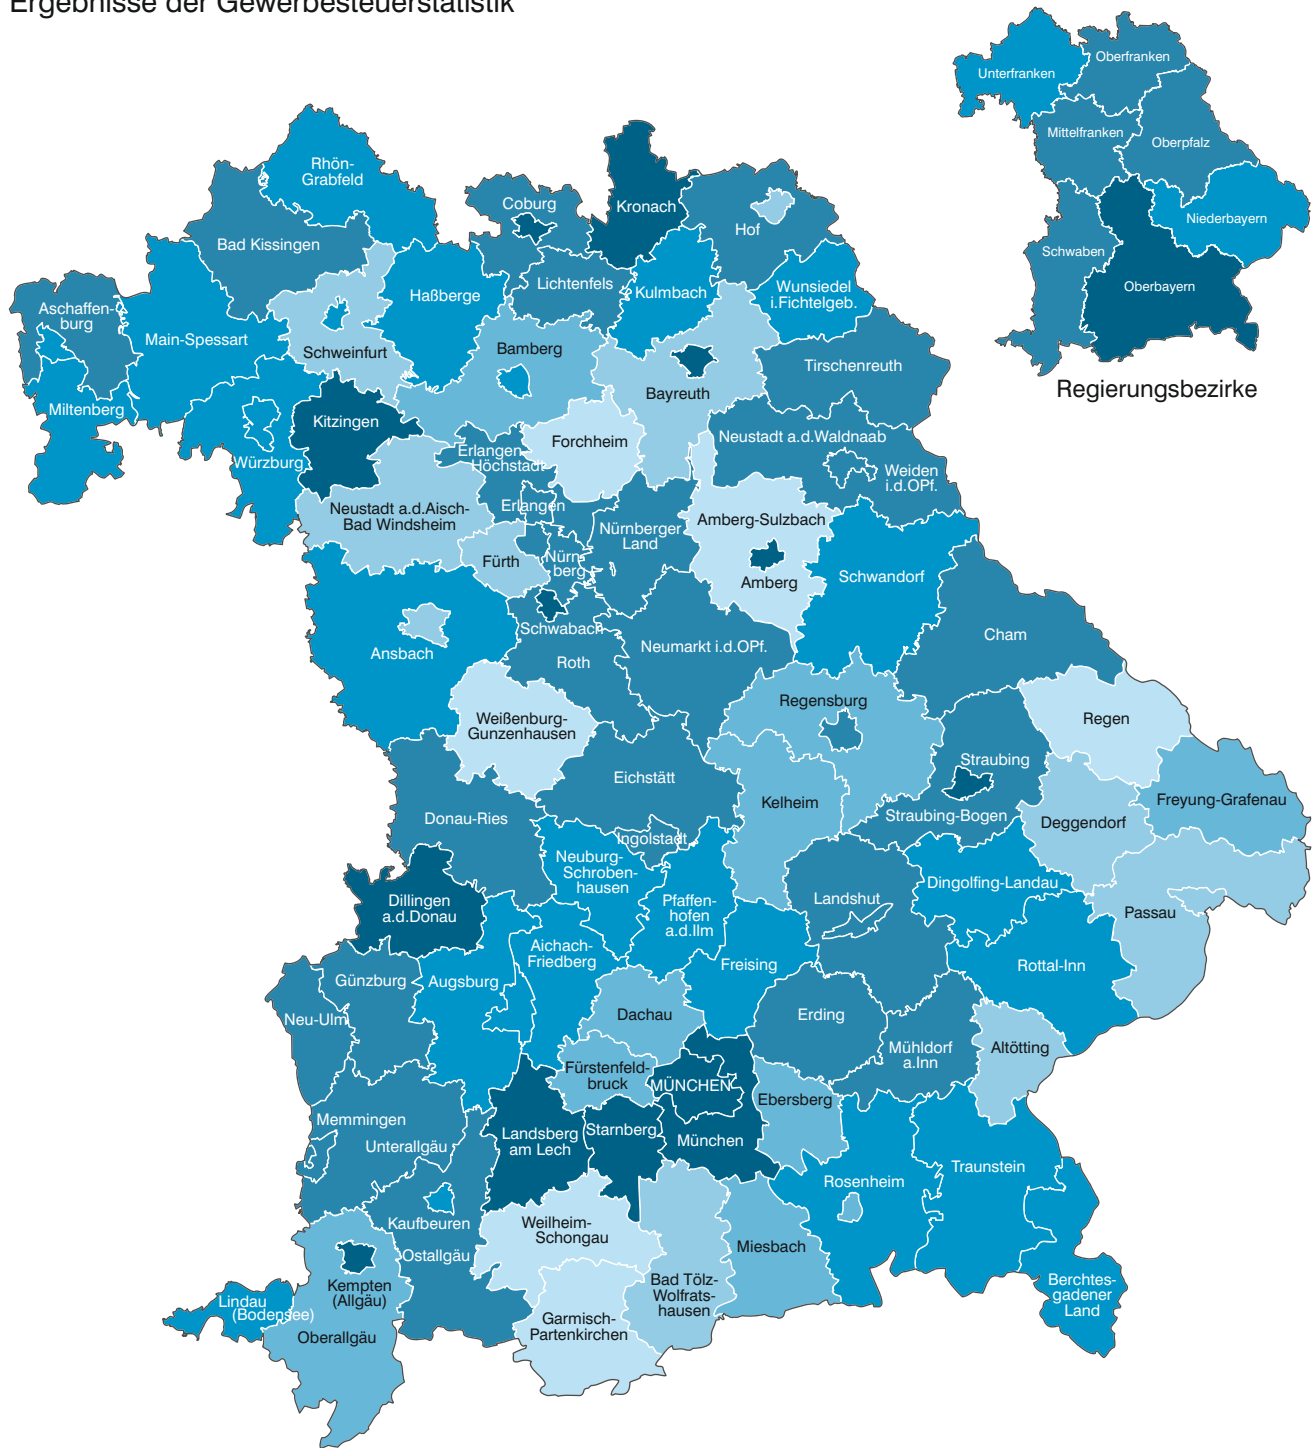 Ergebnisse der Gewerbesteuerstatistik
Unterfranken
Oberfranken
Mittelfranken
Oberpfalz
Niederbayern
Schwaben
Oberbayern
Regierungsbezirke
Rhön-
Grabfeld
Coburg
Kronach
Hof
Bad Kissingen
Lichtenfels
Kulmbach
Wunsiedel
i.Fichtelgeb.
Haßberge
Aschaffen-
burg
Main-Spessart
Schweinfurt
Bamberg
Tirschenreuth
Bayreuth
Miltenberg
Kitzingen
Forchheim
Neustadt a.d.Waldnaab
Erlangen-
Höchstadt
Würzburg
Weiden
i.d.OPf.
Neustadt a.d.Aisch-
Bad Windsheim
Erlangen
Nürnberger
Land
Amberg-Sulzbach
Fürth
Nürn-
berg
Amberg
Schwandorf
Schwabach
Cham
Ansbach
Roth
Neumarkt i.d.OPf.
Regensburg
Weißenburg-
Gunzenhausen
Regen
Straubing
Eichstätt
Kelheim
Freyung-Grafenau
Donau-Ries
Straubing-Bogen
Deggendorf
Ingolstadt
Neuburg-
Schroben-
hausen
Dingolfing-Landau
Dillingen
a.d.Donau
Pfaffen-
hofen
a.d.Ilm
Landshut
Passau
Aichach-
Friedberg
Freising
Rottal-Inn
Günzburg
Augsburg
Neu-Ulm
Dachau
Erding
Mühldorf
a.Inn
Altötting
Fürstenfeld-
bruck
MÜNCHEN
Ebersberg
Memmingen
Unterallgäu
Landsberg
am Lech
Starnberg
München
Traunstein
Rosenheim
Kaufbeuren
Weilheim-
Schongau
Miesbach
Ostallgäu
Bad Tölz-
Wolfrats-
hausen
Berchtes-
gadener
Land
Kempten
(Allgäu)
Lindau
(Bodensee)
Garmisch-
Partenkirchen
Oberallgäu